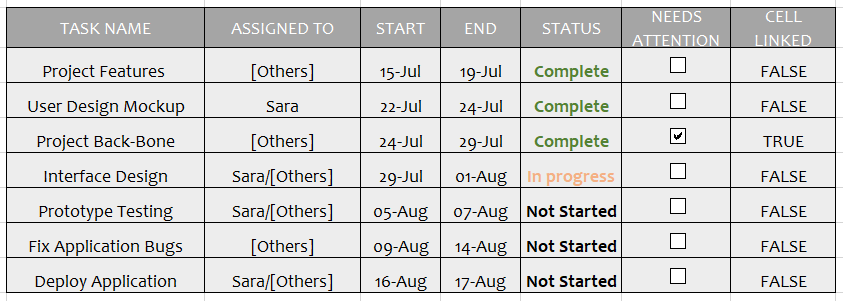 TASK NAME ASSIGNED TO START END STATUS NEEDS ATTENTION CELL LINKED
Project Features [Others] 15-Jul 19-Jul Complete FALSE
User Design Mockup Sara 22-Jul 24-Jul Complete FALSE
Project Back-Bone [Others] 24-Jul 29-Jul Complete TRUE
Interface Design Sara/[Others] 29-Jul 01-Aug In progress FALSE
Prototype Testing Sara/[Others] 05-Aug 07-Aug Not Started FALSE
Fix Application Bugs [Others] 09-Aug 14-Aug Not Started FALSE
Deploy Application Sara/[Others] 16-Aug 17-Aug Not Started FALSE